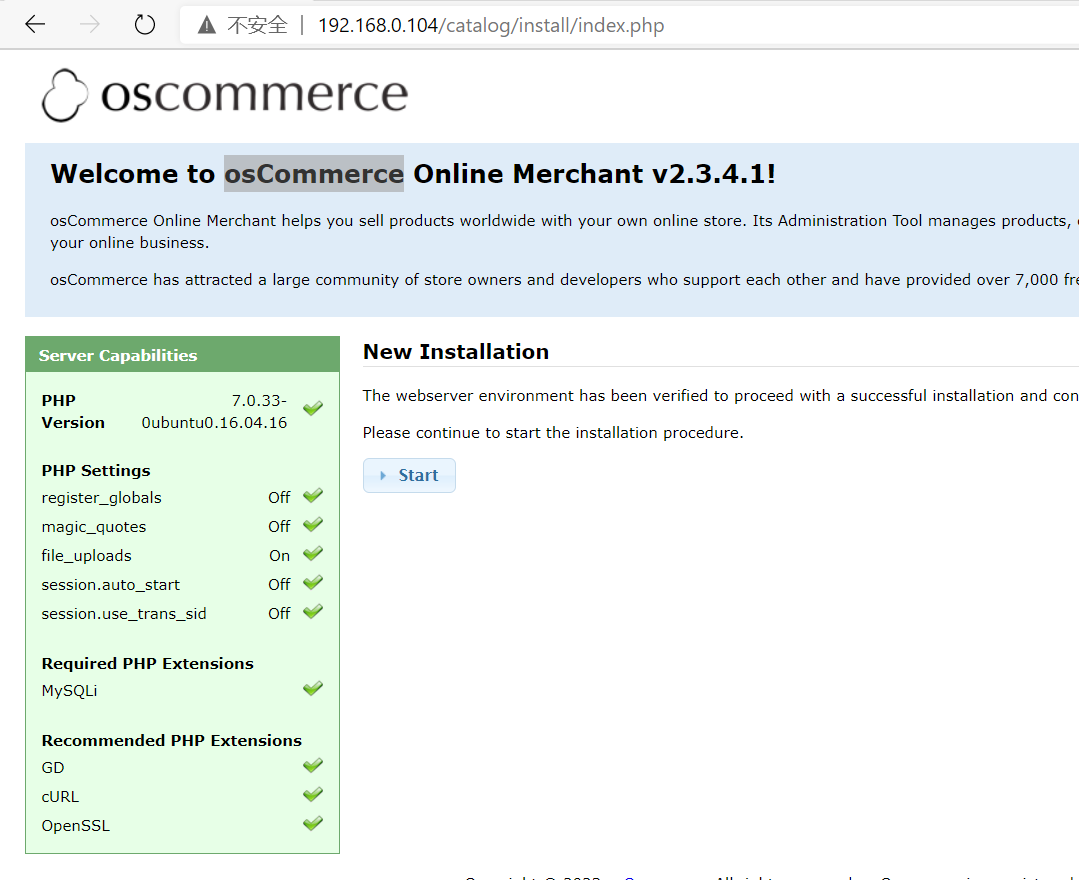 不安全 | 192.168.0.104/catalog/install/index.php
oscommerce
Welcome to osCommerce Online Merchant v2.3.4.1!
osCommerce Online Merchant helps you sell products worldwide with your own online store. Its Administration Tool manages products,
your online business.
osCommerce has attracted a large community of store owners and developers who support each other and have provided over 7,000 fre
Server Capabilities
PHP Version 7.0.33-0ubuntu0.16.04.16
PHP Settings
register_globals Off
magic_quotes Off
file_uploads On
session.auto_start Off
session.use_trans_sid Off
Required PHP Extensions
MySQLi
Recommended PHP Extensions
GD
cURL
OpenSSL
New Installation
The webserver environment has been verified to proceed with a successful installation and con
Please continue to start the installation procedure.
Start